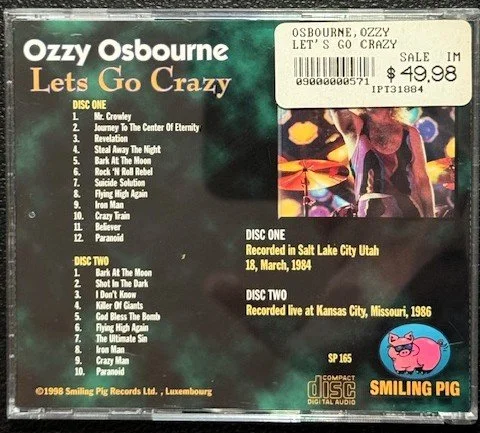 Ozzy Osbourne
Lets Go Crazy
OSBOURNE,OZZY
LET'S GO CRAZY
SALE IM
09000000571
$49.98
IPT31884
DISC ONE
1. Mr. Crowley
2. Journey To The Center Of Eternity
3. Revelation
4. Steal Away The Night
5. Bark At The Moon
6. Rock 'N Roll Rebel
7. Suicide Solution
8. Flying High Again
9. Iron Man
10. Crazy Train
11. Believer
12. Paranoid
DISC TWO
1. Bark At The Moon
2. Shot In The Dark
3. I Don't Know
4. Killer Of Giants
5. God Bless The Bomb
6. Flying High Again
7. The Ultimate Sin
8. Iron Man
9. Crazy Man
10. Paranoid
DISC ONE
Recorded in Salt Lake City Utah
18, March, 1984
DISC TWO
Recorded live at Kansas City, Missouri, 1986
SP 165
COMPACT
disc
DIGITAL AUDIO
SMILING PIG
©1998 Smiling Pig Records Ltd. , Luxembourg